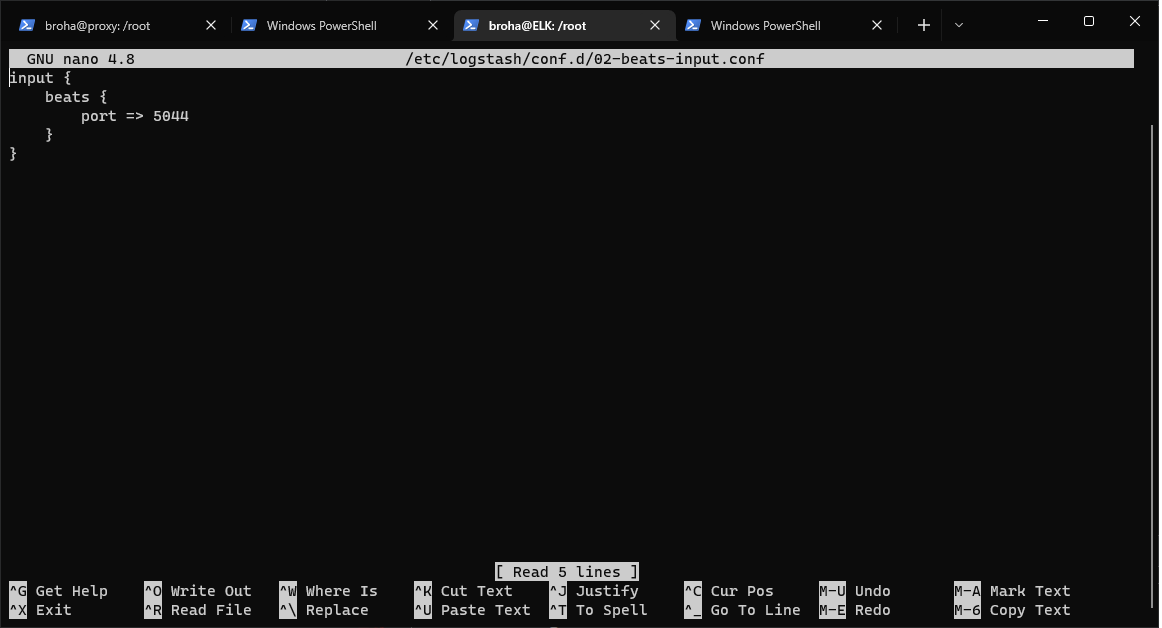 broha@proxy: /root
Windows PowerShell
broha@ELK: /root
Windows PowerShell
GNU nano 4.8 /etc/logstash/conf.d/02-beats-input.conf
input {
    beats {
        port => 5044
    }
}
[ Read 5 lines ]
^G Get Help ^O Write Out ^W Where Is ^K Cut Text ^J Justify ^C Cur Pos M-U Undo M-A Mark Text
^X Exit ^R Read File ^\ Replace ^U Paste Text ^T To Spell ^_ Go To Line M-E Redo M-6 Copy Text